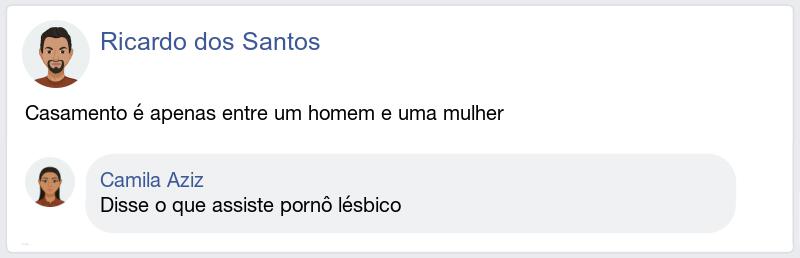 Ricardo dos Santos
Casamento é apenas entre um homem e uma mulher
Camila Aziz
Disse o que assiste pornô lésbico